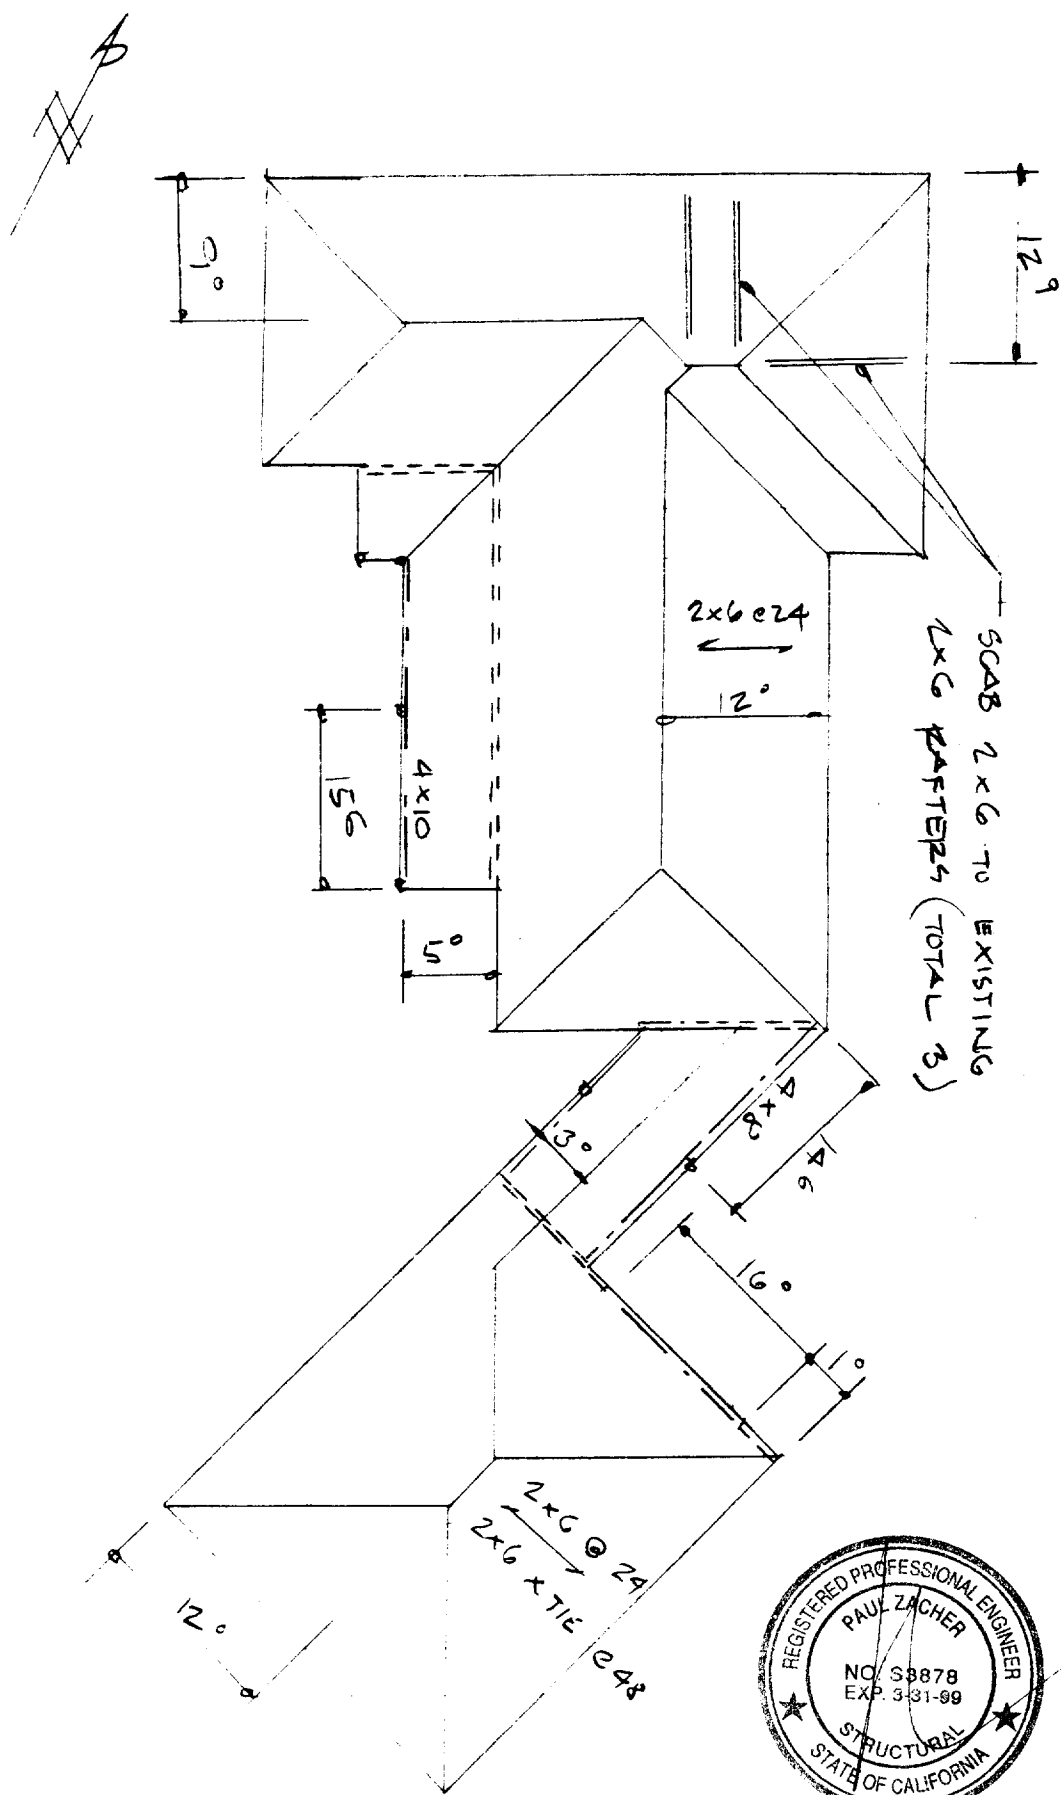 9°
12⁹
2x6 @24
12°
SCAB 2x6 TO EXISTING
2x6 RAFTERS (TOTAL 3)
4x10
15⁶
5°
4x8
14⁶
3°
16°
1°
2x6 @ 24
2x6 x TIE @48
12°
REGISTERED PROFESSIONAL ENGINEER
PAUL ZACHER
NO. S3878
EXP. 3-31-99
STRUCTURAL
STATE OF CALIFORNIA